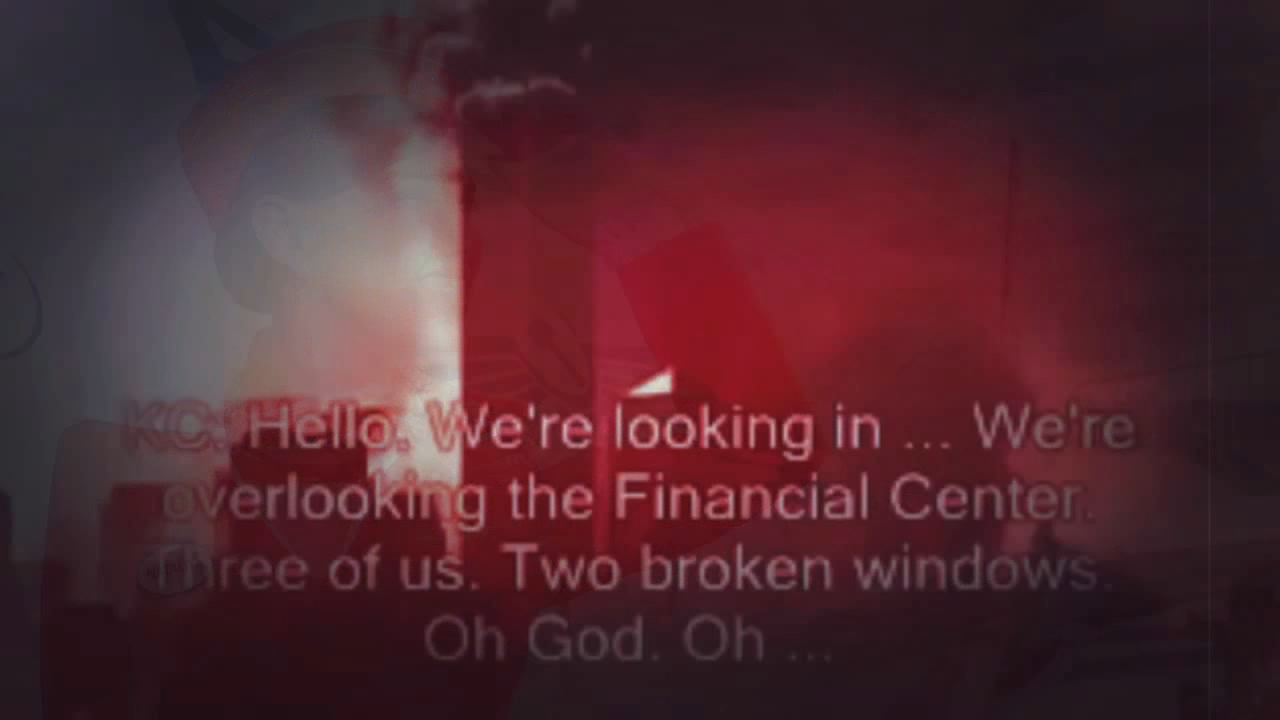 KC: Hello. We're looking in ... We're
overlooking the Financial Center.
Three of us. Two broken windows.
Oh God. Oh ...